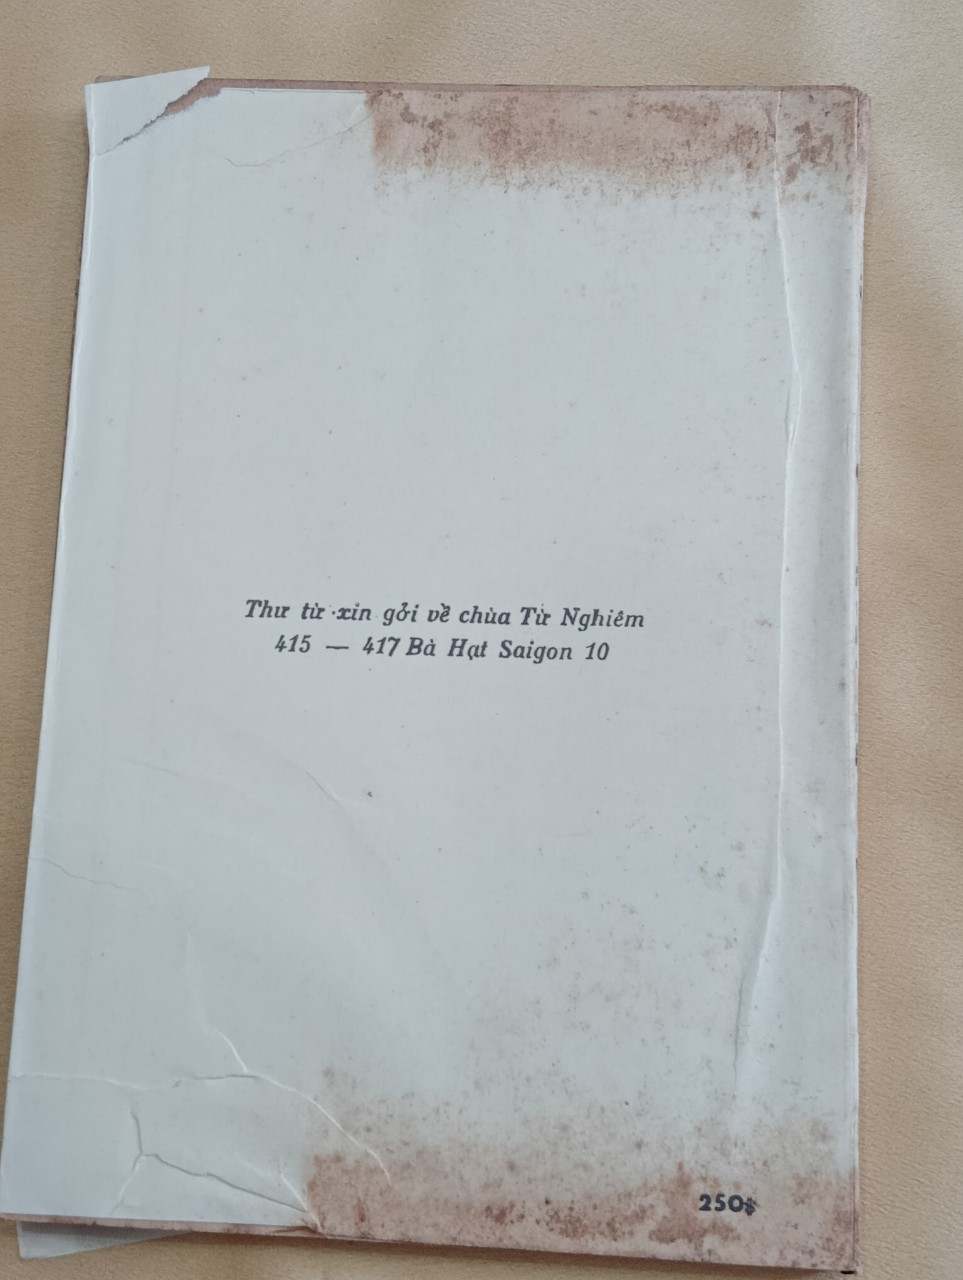 Thư từ xin gởi về chùa Từ Nghiêm
415 — 417 Bà Hạt Saigon 10
250$